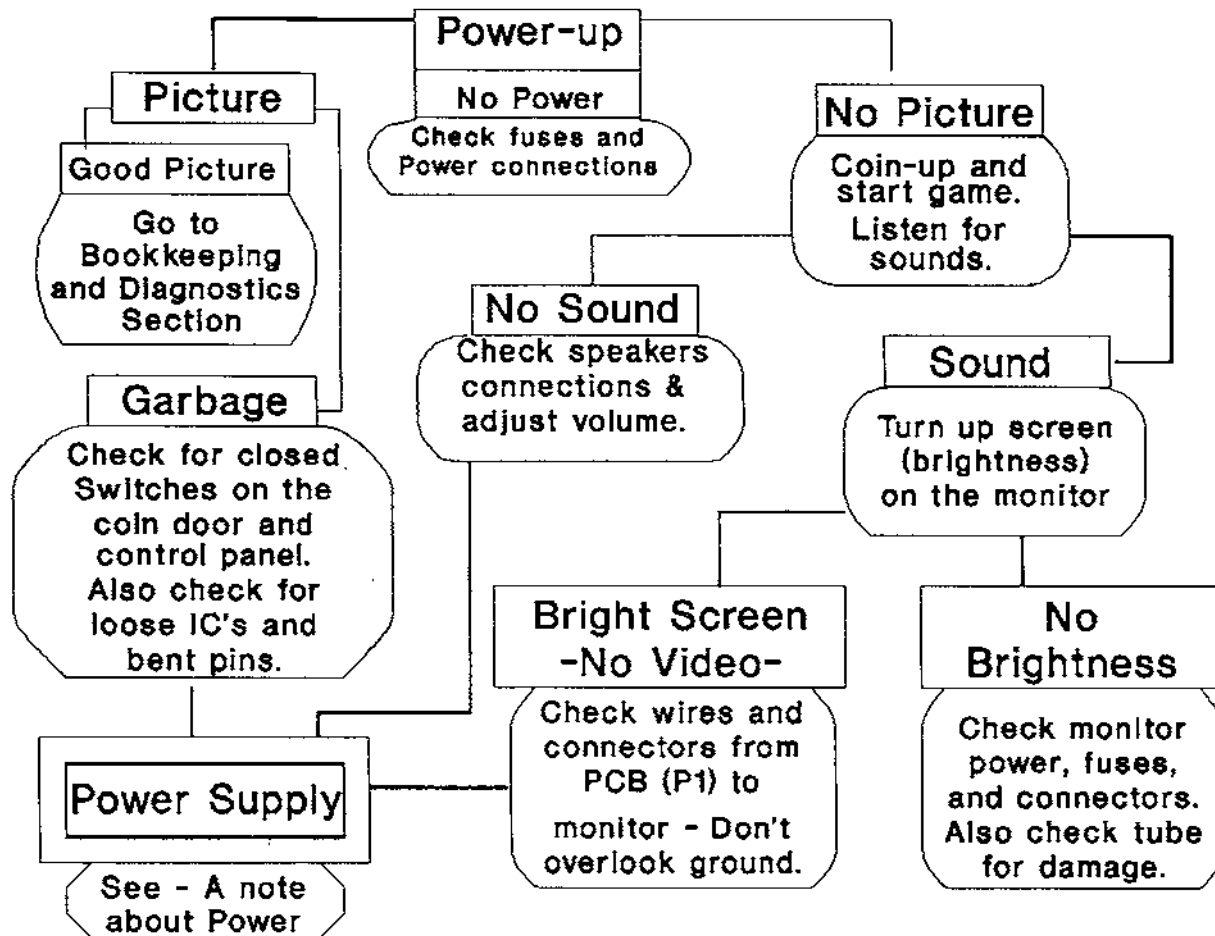 Power-up
No Power
Check fuses and
Power connections
Picture
Good Picture
Go to
Bookkeeping
and Diagnostics
Section
Garbage
Check for closed
Switches on the
coin door and
control panel.
Also check for
loose IC's and
bent pins.
No Picture
Coin-up and
start game.
Listen for
sounds.
No Sound
Check speakers
connections &
adjust volume.
Sound
Turn up screen
(brightness)
on the monitor
Bright Screen
-No Video-
Check wires and
connectors from
PCB (P1) to
monitor - Don't
overlook ground.
No
Brightness
Check monitor
power, fuses,
and connectors.
Also check tube
for damage.
Power Supply
See - A note
about Power